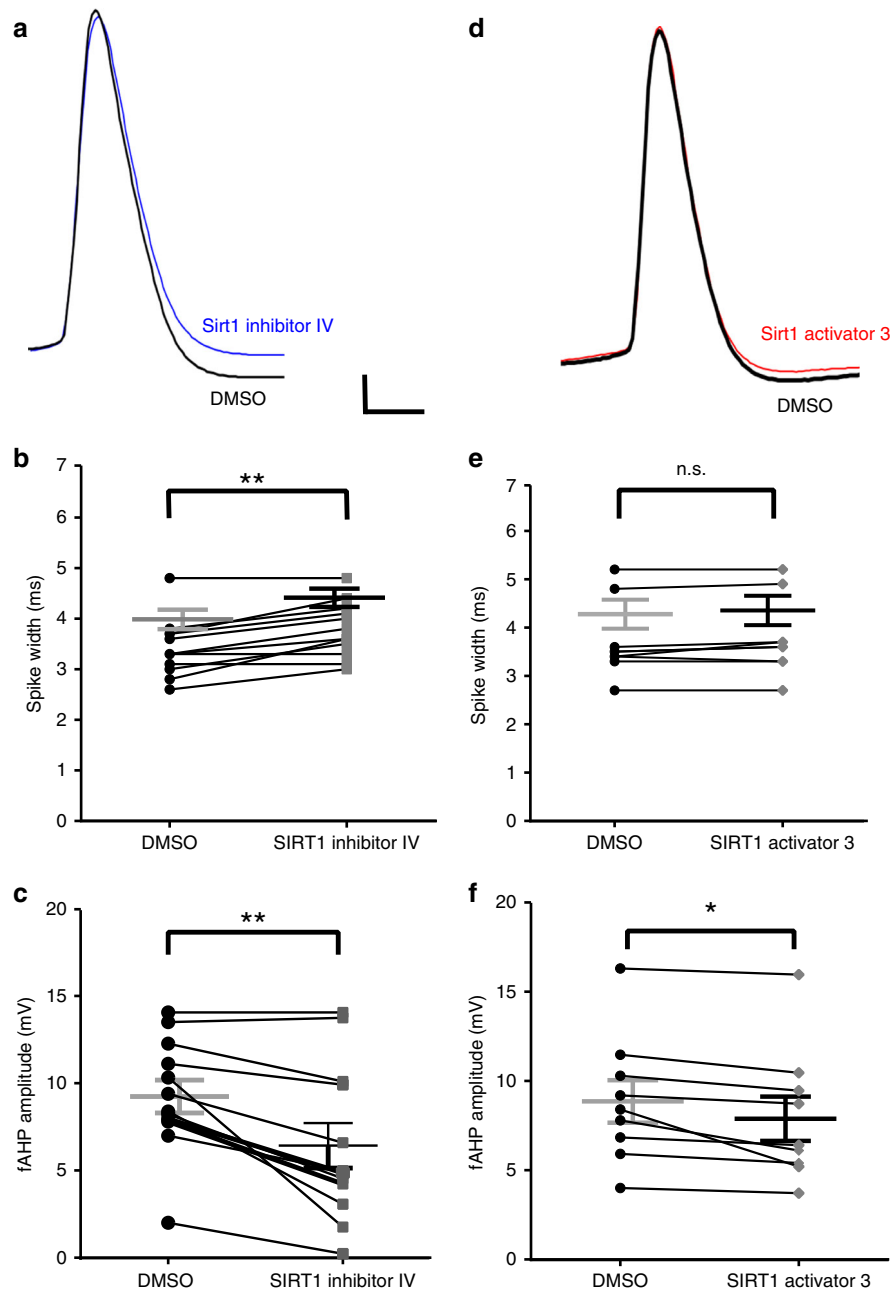 a
Sirt1 inhibitor IV
DMSO
d
Sirt1 activator 3
DMSO
b
**
7
6
5
4
3
2
1
0
Spike width (ms)
DMSO
SIRT1 inhibitor IV
e
n.s.
7
6
5
4
3
2
1
0
Spike width (ms)
DMSO
SIRT1 activator 3
c
**
20
15
10
5
0
fAHP amplitude (mV)
DMSO
SIRT1 inhibitor IV
f
*
20
15
10
5
0
fAHP amplitude (mV)
DMSO
SIRT1 activator 3